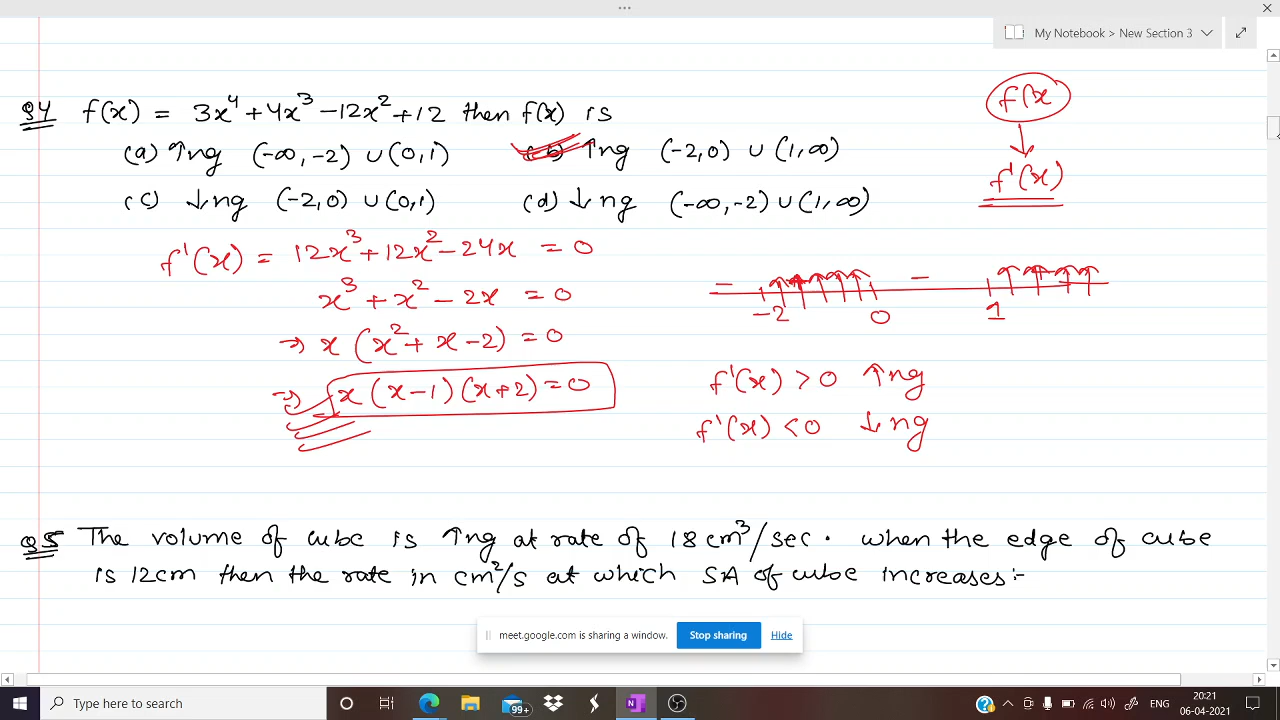 My Notebook > New Section 3
Q4 f(x) = 3x⁴ + 4x³ - 12x² + 12 then f(x) is
(a) ↑ng (-∞, -2) ∪ (0, 1) (b) ↑ng (-2, 0) ∪ (1, ∞)
(c) ↓ng (-2, 0) ∪ (0, 1) (d) ↓ng (-∞, -2) ∪ (1, ∞)
f(x
↓
f'(x)
f'(x) = 12x³ + 12x² - 24x = 0
x³ + x² - 2x = 0
⇒ x (x² + x - 2) = 0
⇒ x (x - 1) (x + 2) = 0
- -
-2 0 1
f'(x) > 0 ↑ng
f'(x) < 0 ↓ng
Q5 The volume of cube is ↑ng at rate of 18 cm³/sec. when the edge of cube
is 12cm then the rate in cm²/s at which SA of cube increases:-
meet.google.com is sharing a window. Stop sharing Hide
Type here to search
99+
ENG
20:21
06-04-2021